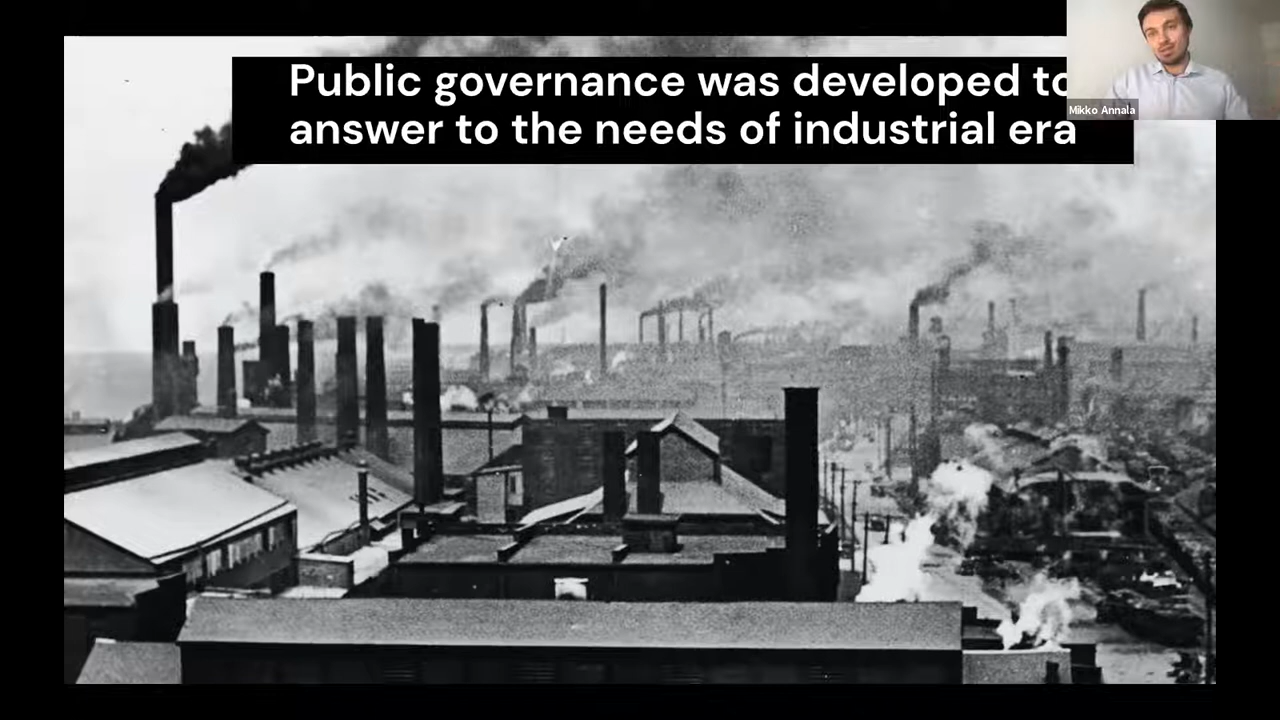 Public governance was developed to
answer to the needs of industrial era
Mikko Annala